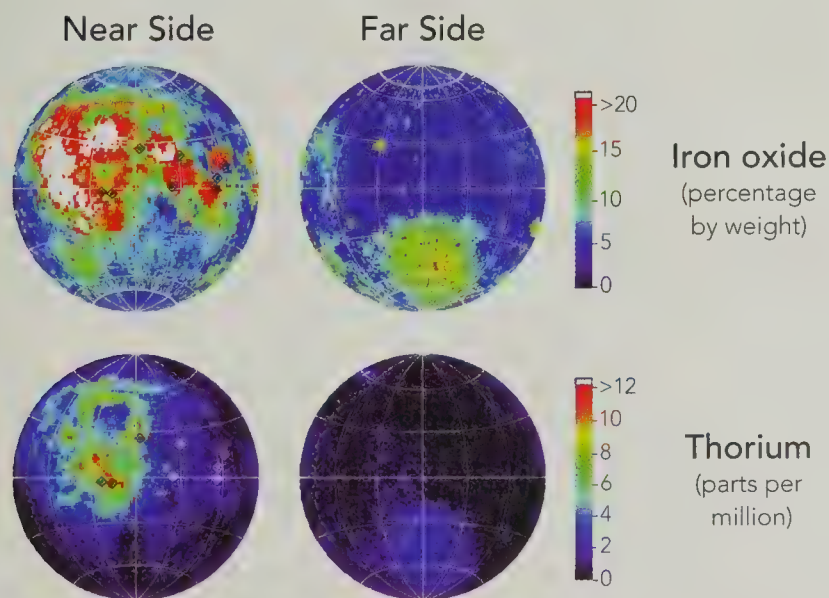 Near Side
Far Side
>20
15
10
5
0
Iron oxide
(percentage
by weight)
>12
10
8
6
4
2
0
Thorium
(parts per
million)